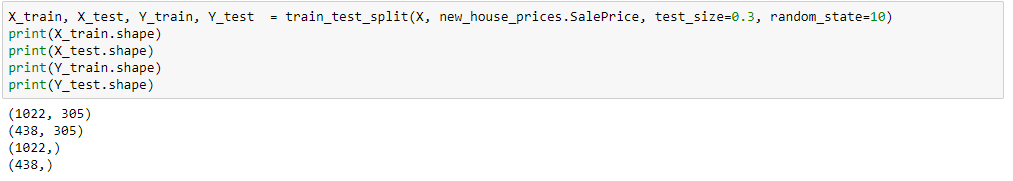 X_train, X_test, Y_train, Y_test  = train_test_split(X, new_house_prices.SalePrice, test_size=0.3, random_state=10)
print(X_train.shape)
print(X_test.shape)
print(Y_train.shape)
print(Y_test.shape)
(1022, 305)
(438, 305)
(1022,)
(438,)